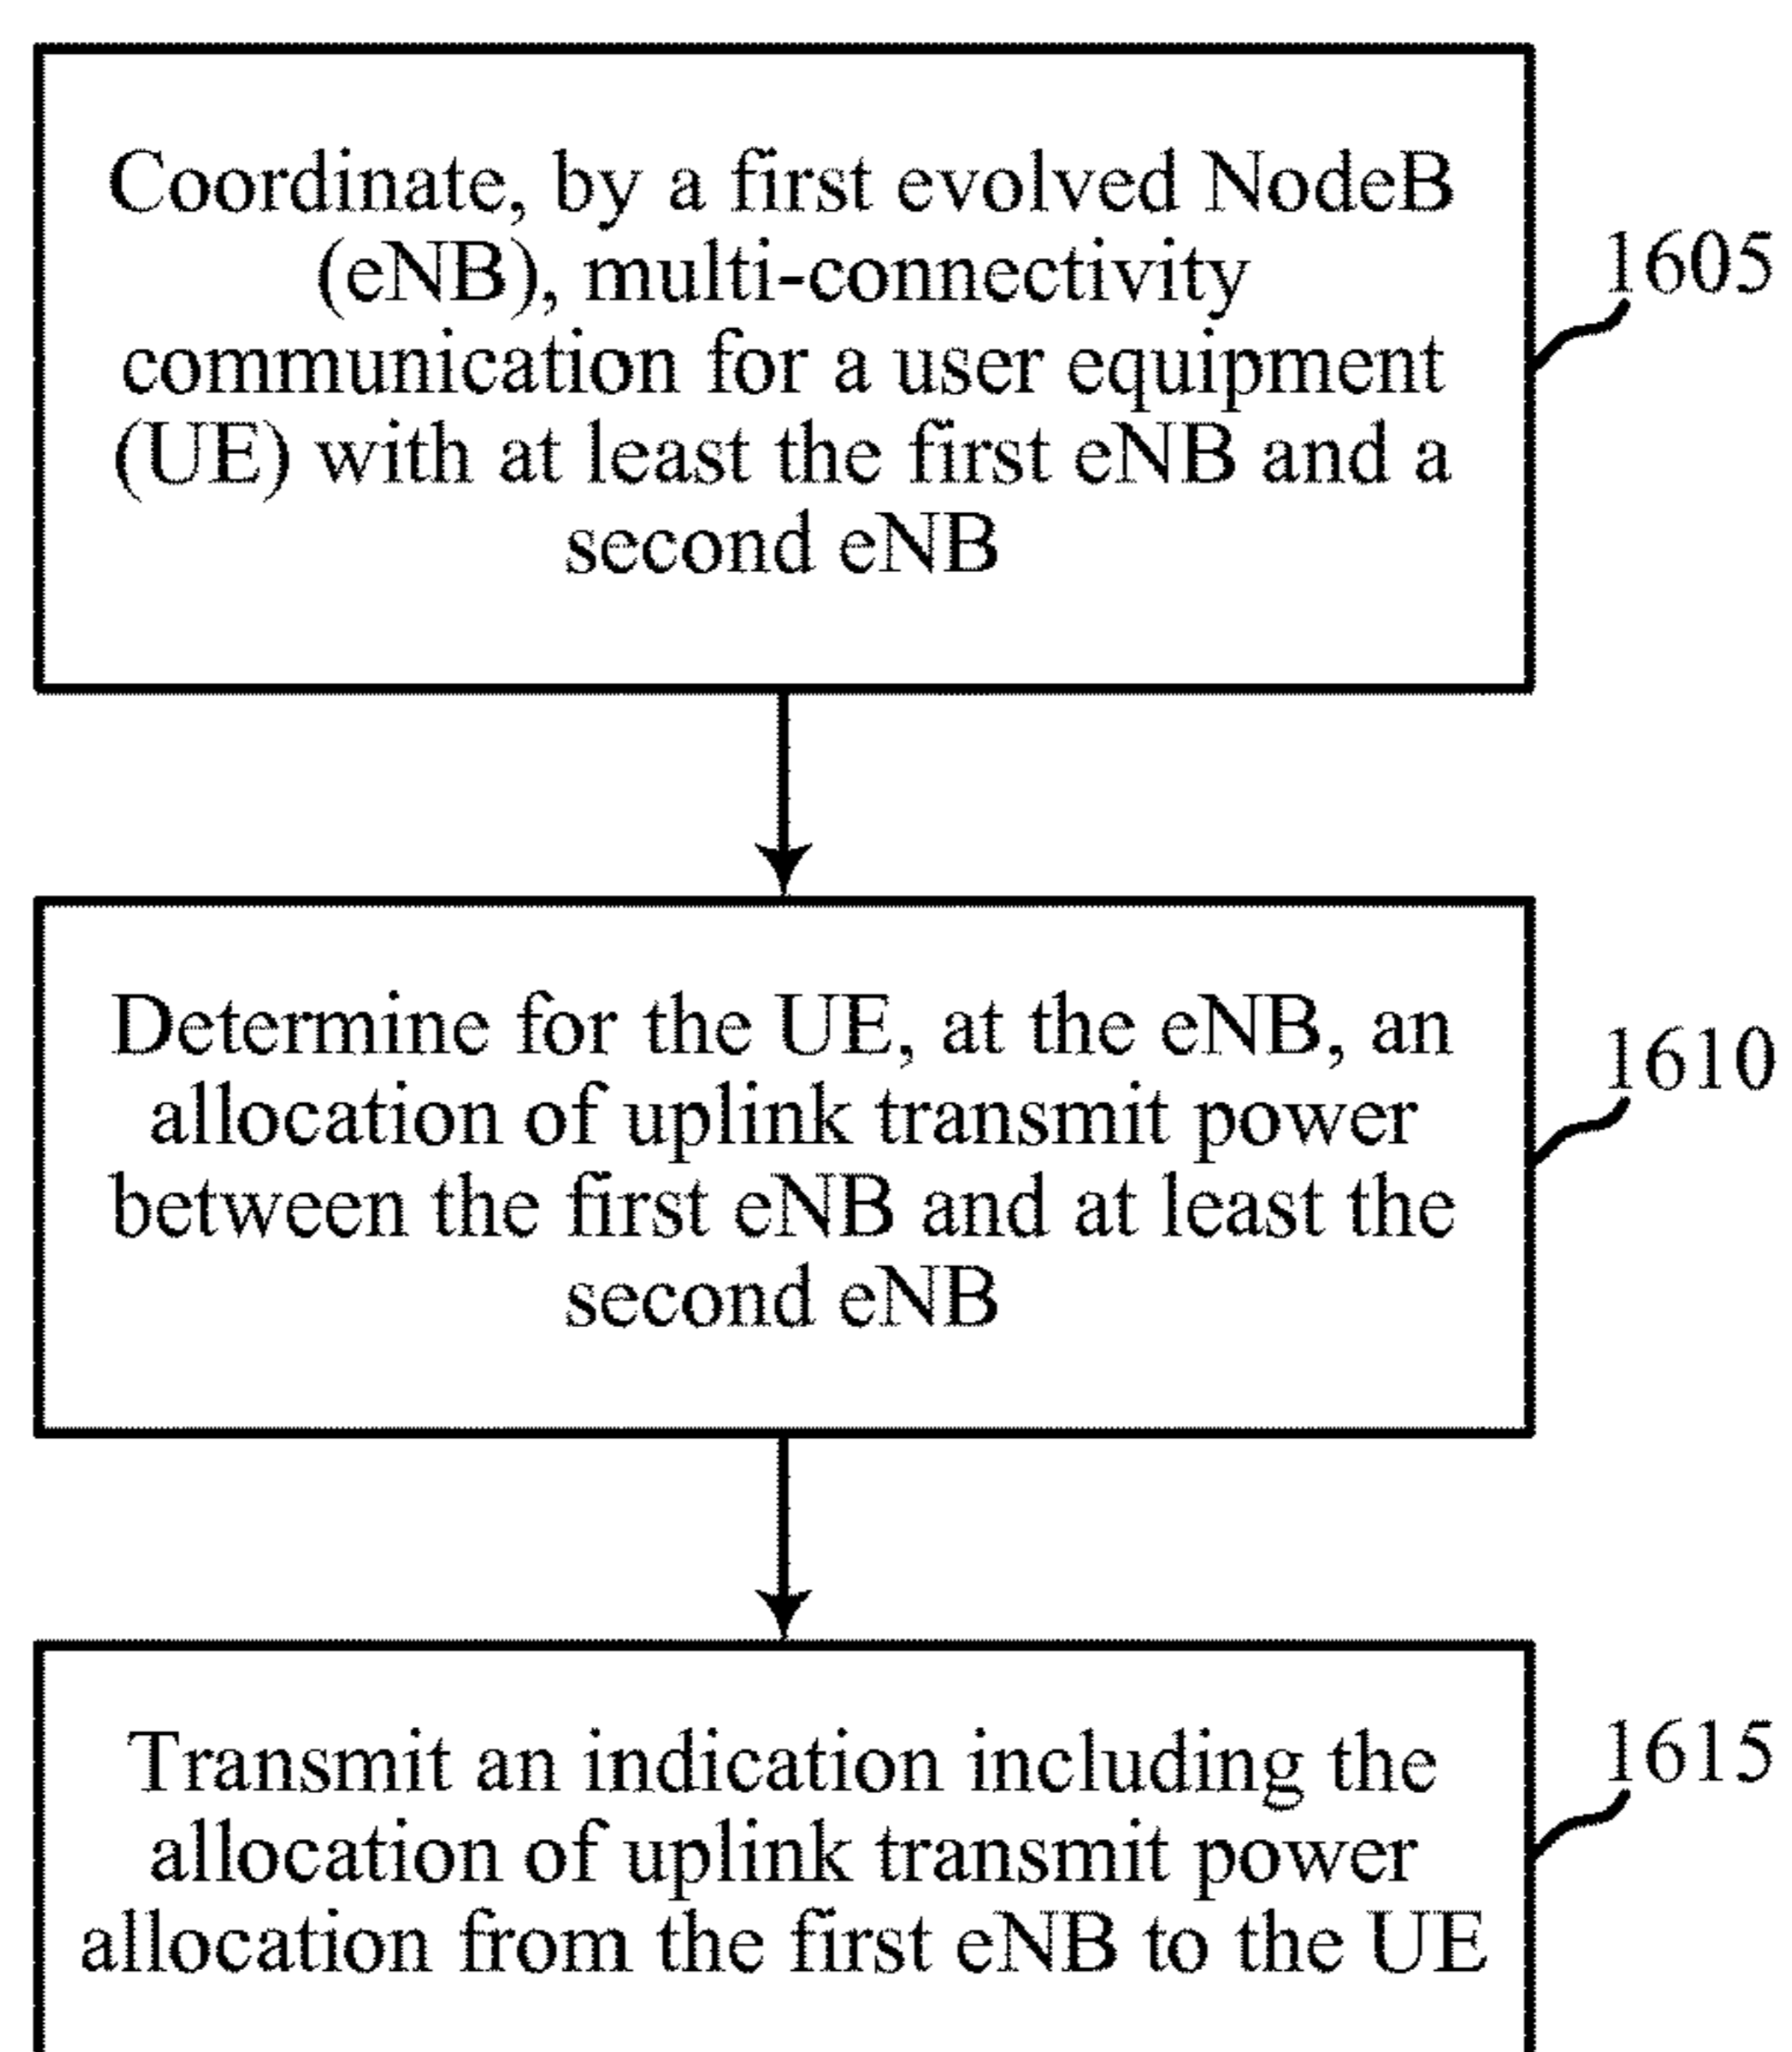 Coordinate, by a first evolved NodeB
(eNB), multi-connectivity
communication for a user equipment
(UE) with at least the first eNB and a
second eNB
1605
Determine for the UE, at the eNB, an
allocation of uplink transmit power
between the first eNB and at least the
second eNB
1610
Transmit an indication including the
allocation of uplink transmit power
allocation from the first eNB to the UE
1615